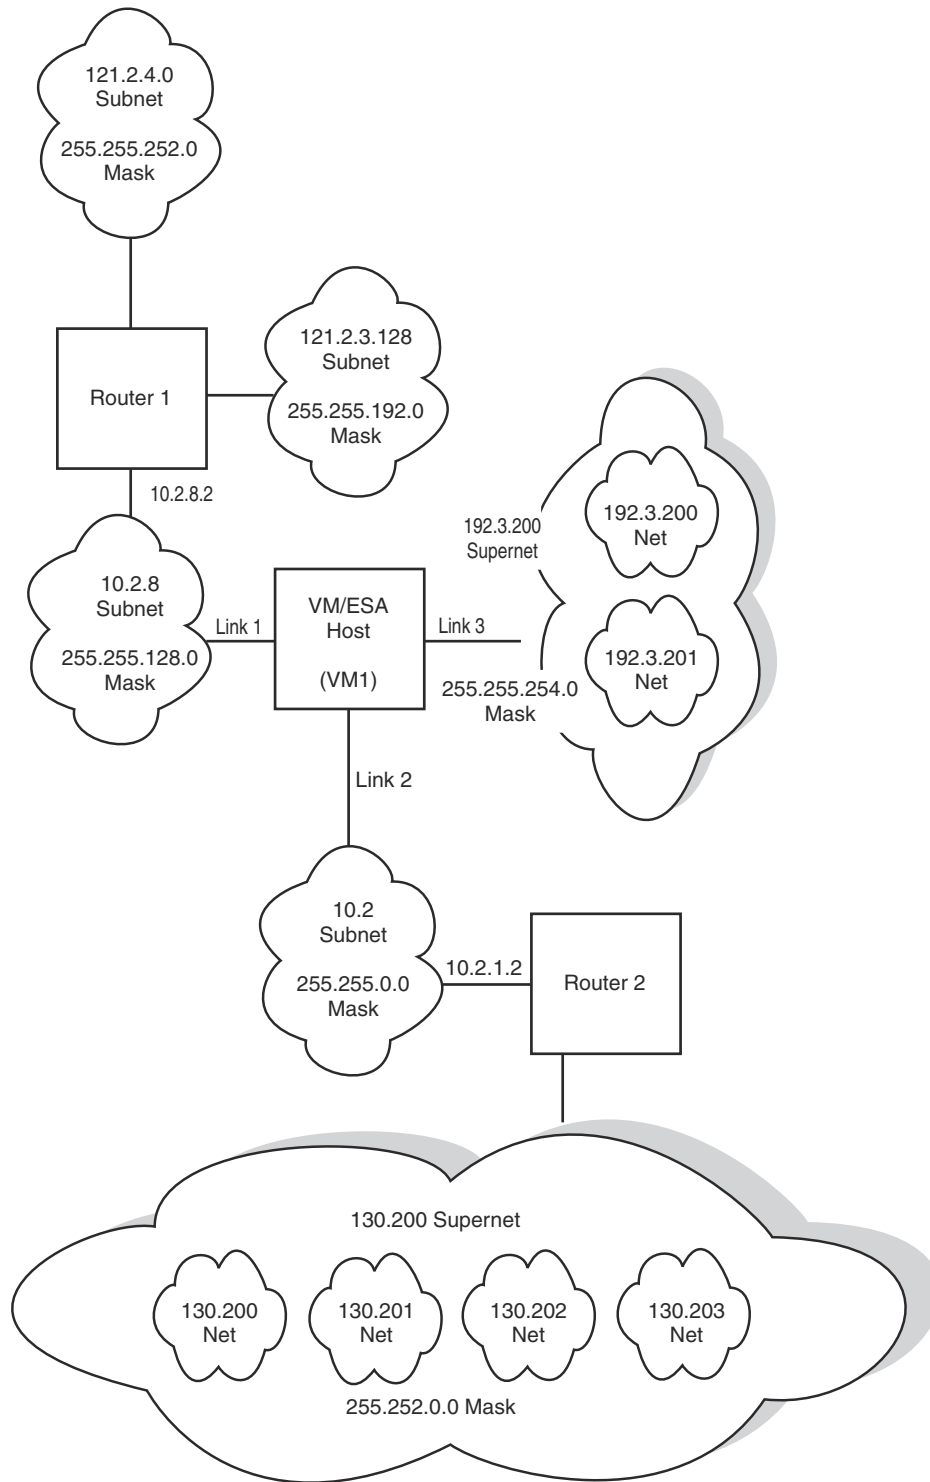 121.2.4.0
Subnet
255.255.252.0
Mask
Router 1
121.2.3.128
Subnet
255.255.192.0
Mask
10.2.8.2
10.2.8
Subnet
255.255.128.0
Mask
Link 1
VM/ESA
Host
(VM1)
Link 3
192.3.200
Supernet
192.3.200
Net
192.3.201
Net
255.255.254.0
Mask
Link 2
10.2
Subnet
255.255.0.0
Mask
10.2.1.2
Router 2
130.200 Supernet
130.200
Net
130.201
Net
130.202
Net
130.203
Net
255.252.0.0 Mask